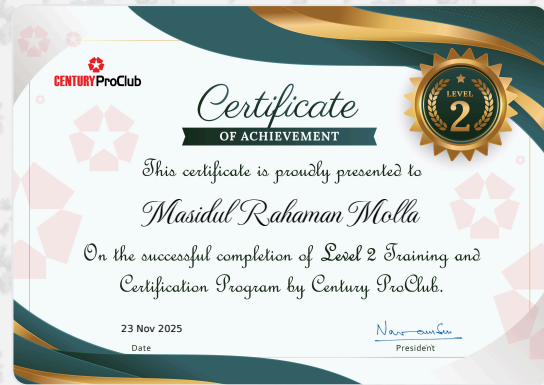 CENTURY ProClub
Certificate
OF ACHIEVEMENT
LEVEL
2
This certificate is proudly presented to
Masidul Rahaman Molla
On the successful completion of Level 2 Training and
Certification Program by Century ProClub.
23 Nov 2025
Date
President